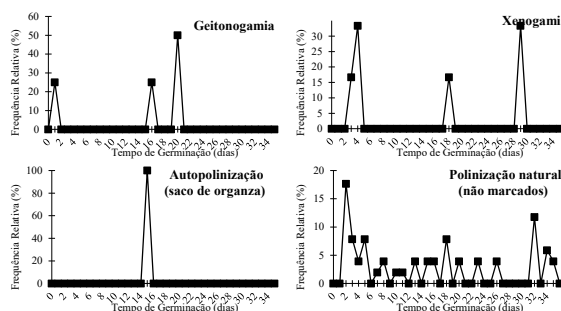 Geitonogamia
Frequência Relativa (%)
60
50
40
30
20
10
0
0 2 4 6 8 10 12 14 16 18 20 22 24 26 28 30 32 34
Tempo de Germinação (dias)
Xenogami
Frequência Relativa (%)
30
25
20
15
10
5
0
0 2 4 6 8 10 12 14 16 18 20 22 24 26 28 30 32 34
Tempo de Germinação (dias)
Autopolinização
(saco de organza)
Frequência Relativa (%)
100
80
60
40
20
0
0 2 4 6 8 10 12 14 16 18 20 22 24 26 28 30 32 34
Tempo de Germinação (dias)
Polinização natural
(não marcados)
Frequência Relativa (%)
20
15
10
5
0
0 2 4 6 8 10 12 14 16 18 20 22 24 26 28 30 32 34
Tempo de Germinação (dias)